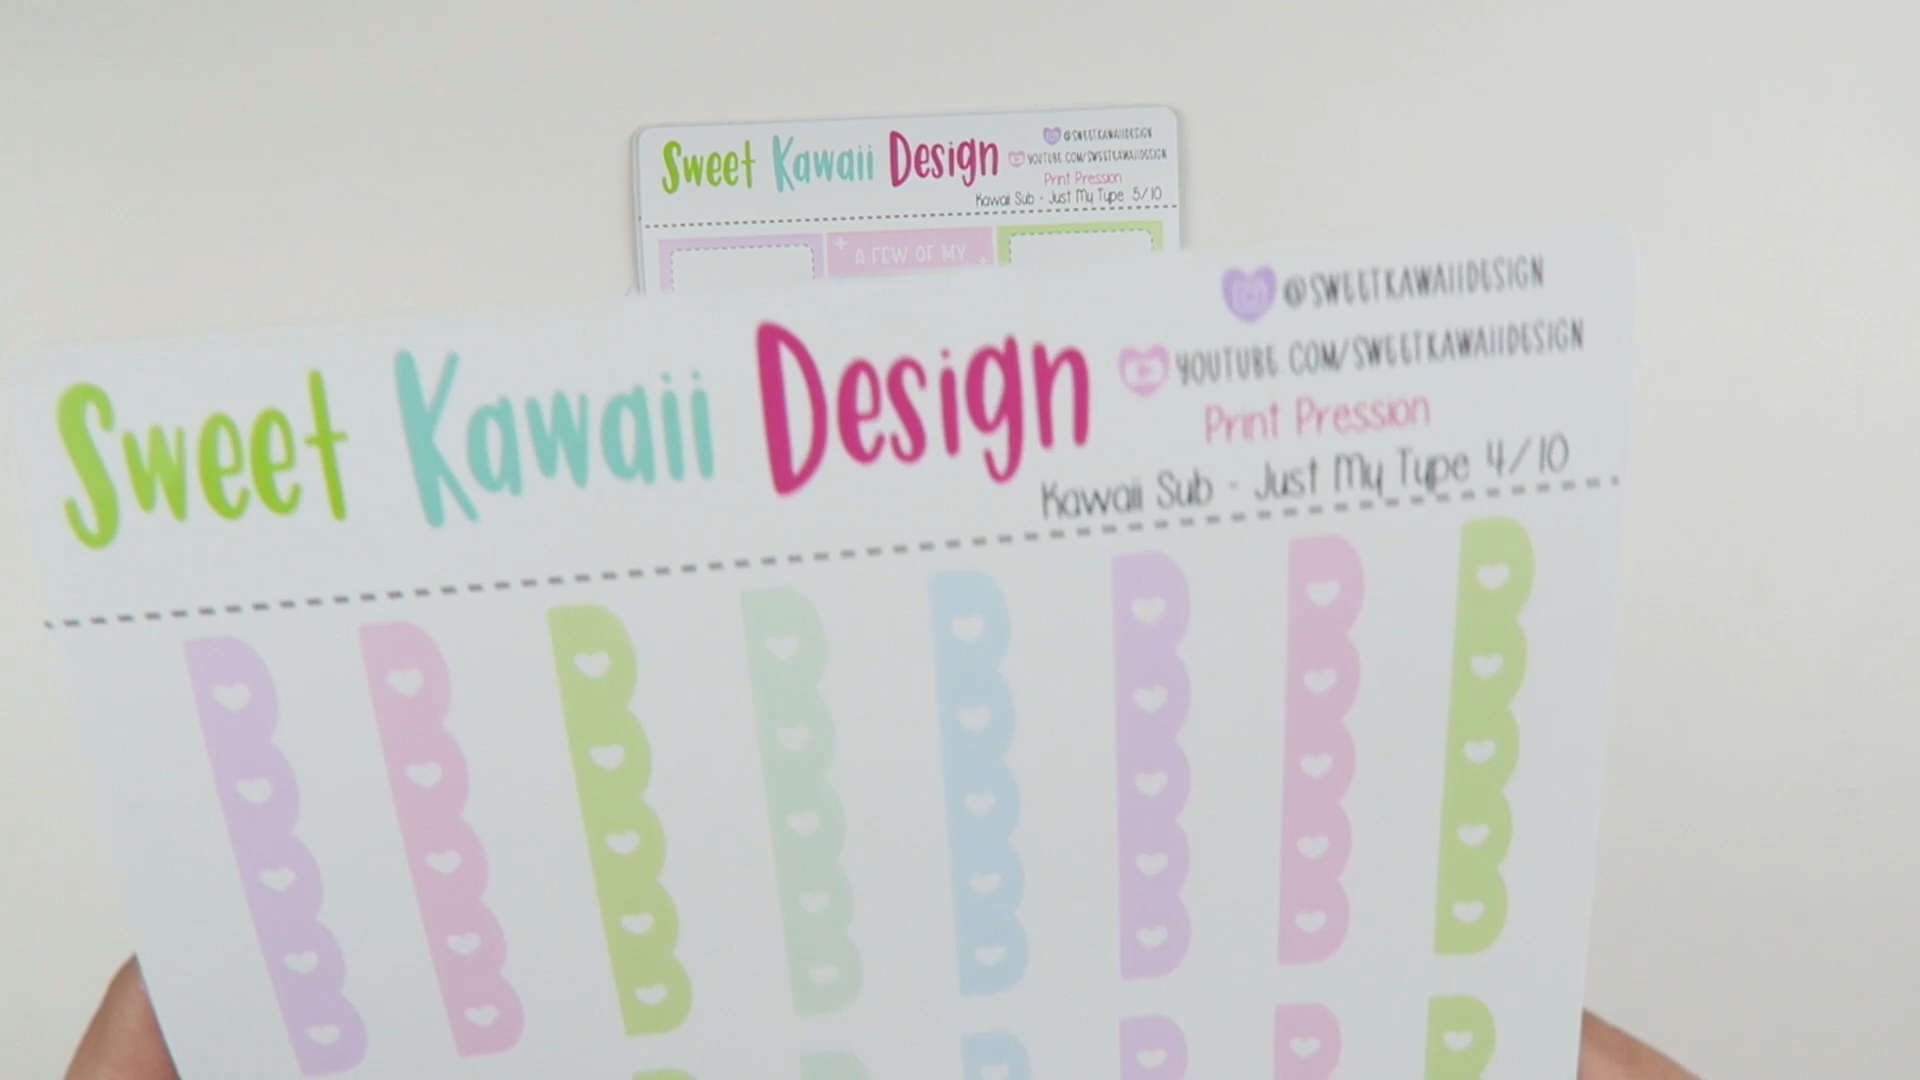 Sweet Kawaii Design
@SWEETKAWAIIDESIGN
YOUTUBE.COM/SWEETKAWAIIDESIGN
Print Pression
Kawaii Sub - Just My Type 5/10
A FEW OF MY
Sweet Kawaii Design
@SWEETKAWAIIDESIGN
YOUTUBE.COM/SWEETKAWAIIDESIGN
Print Pression
Kawaii Sub - Just My Type 4/10